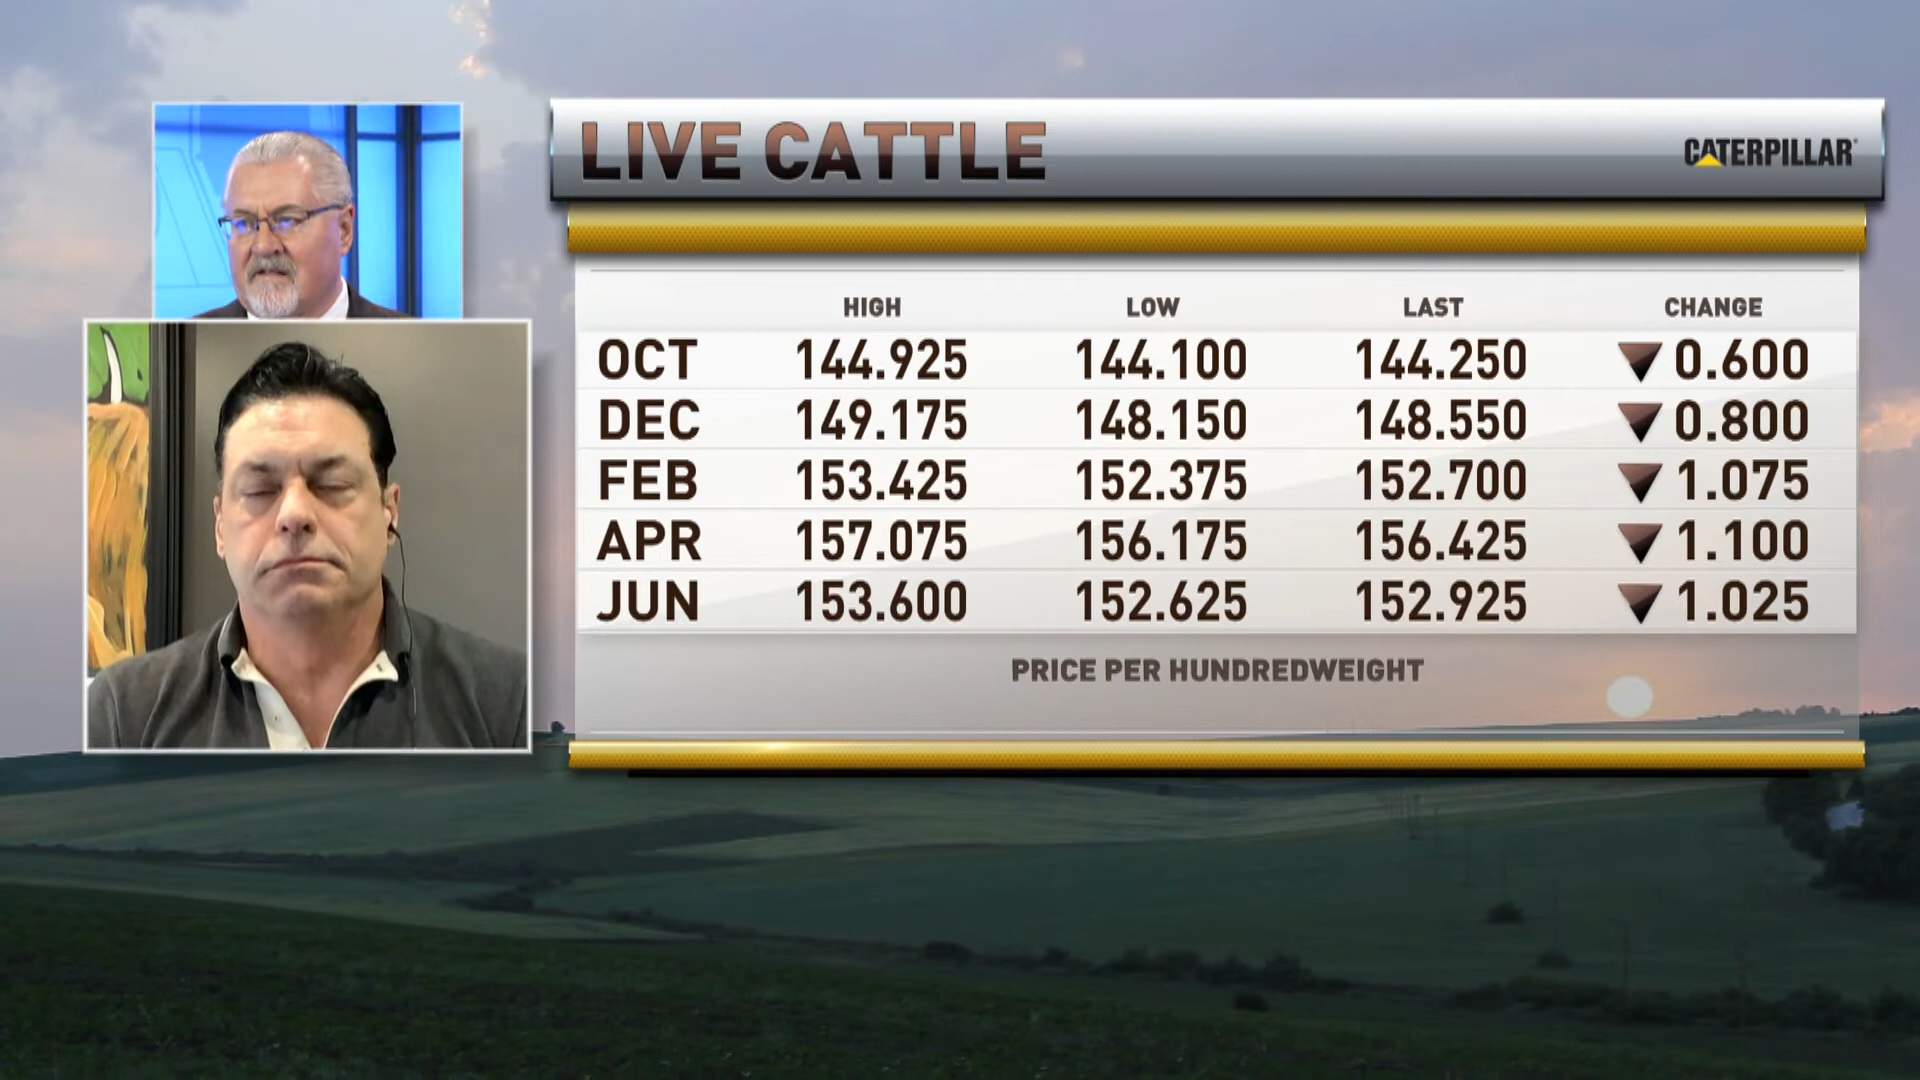 LIVE CATTLE
CATERPILLAR
HIGH LOW LAST CHANGE
OCT 144.925 144.100 144.250 ▼ 0.600
DEC 149.175 148.150 148.550 ▼ 0.800
FEB 153.425 152.375 152.700 ▼ 1.075
APR 157.075 156.175 156.425 ▼ 1.100
JUN 153.600 152.625 152.925 ▼ 1.025
PRICE PER HUNDREDWEIGHT